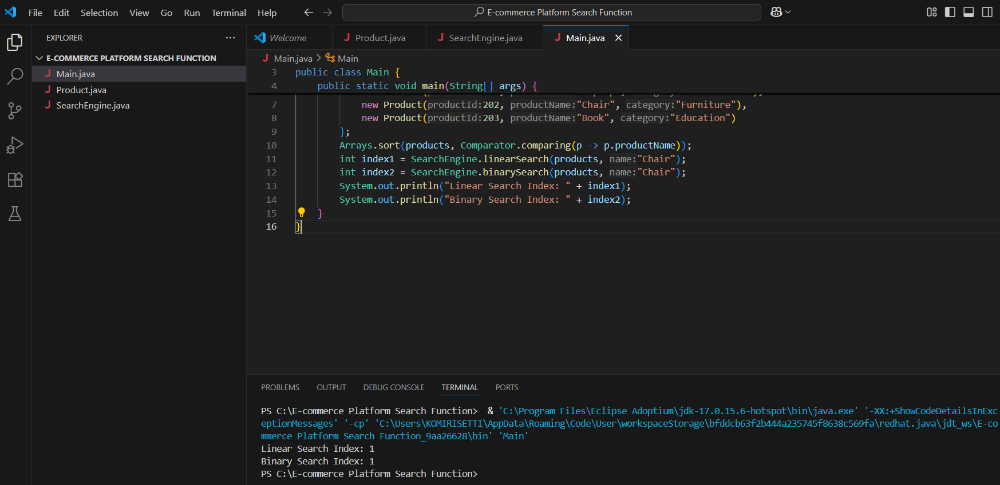 File Edit Selection View Go Run Terminal Help
E-commerce Platform Search Function
EXPLORER
Welcome
Product.java
SearchEngine.java
Main.java
E-COMMERCE PLATFORM SEARCH FUNCTION
Main.java
Product.java
SearchEngine.java
Main.java > Main
3 public class Main {
4 public static void main(String[] args) {
7 new Product(productId:202, productName:"Chair", category:"Furniture"),
8 new Product(productId:203, productName:"Book", category:"Education")
9 };
10 Arrays.sort(products, Comparator.comparing(p -> p.productName));
11 int index1 = SearchEngine.linearSearch(products, name:"Chair");
12 int index2 = SearchEngine.binarySearch(products, name:"Chair");
13 System.out.println("Linear Search Index: " + index1);
14 System.out.println("Binary Search Index: " + index2);
15 }
16 }
PROBLEMS OUTPUT DEBUG CONSOLE TERMINAL PORTS
PS C:\E-commerce Platform Search Function> & 'C:\Program Files\Eclipse Adoptium\jdk-17.0.15.6-hotspot\bin\java.exe' '-XX:+ShowCodeDetailsInExc
eptionMessages' '-cp' 'C:\Users\KOMIRISETTI\AppData\Roaming\Code\User\workspaceStorage\bfddcb63f2b444a235745f8638c569fa\redhat.java\jdt_ws\E-co
mmerce Platform Search Function_9aa26628\bin' 'Main'
Linear Search Index: 1
Binary Search Index: 1
PS C:\E-commerce Platform Search Function>